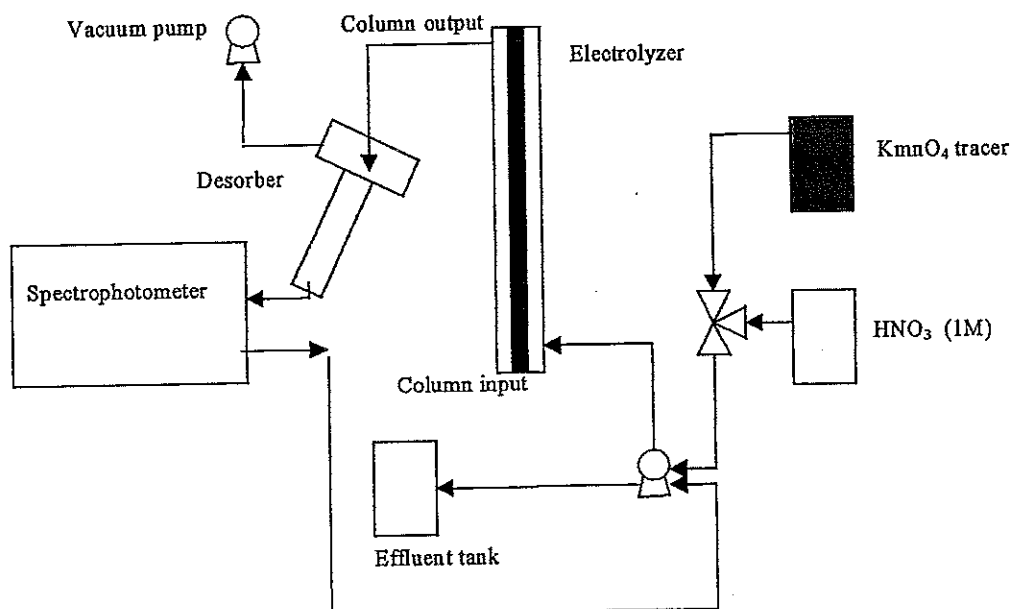 Vacuum pump
Column output
Electrolyzer
KmnO₄ tracer
Desorber
Spectrophotometer
HNO₃ (1M)
Column input
Effluent tank